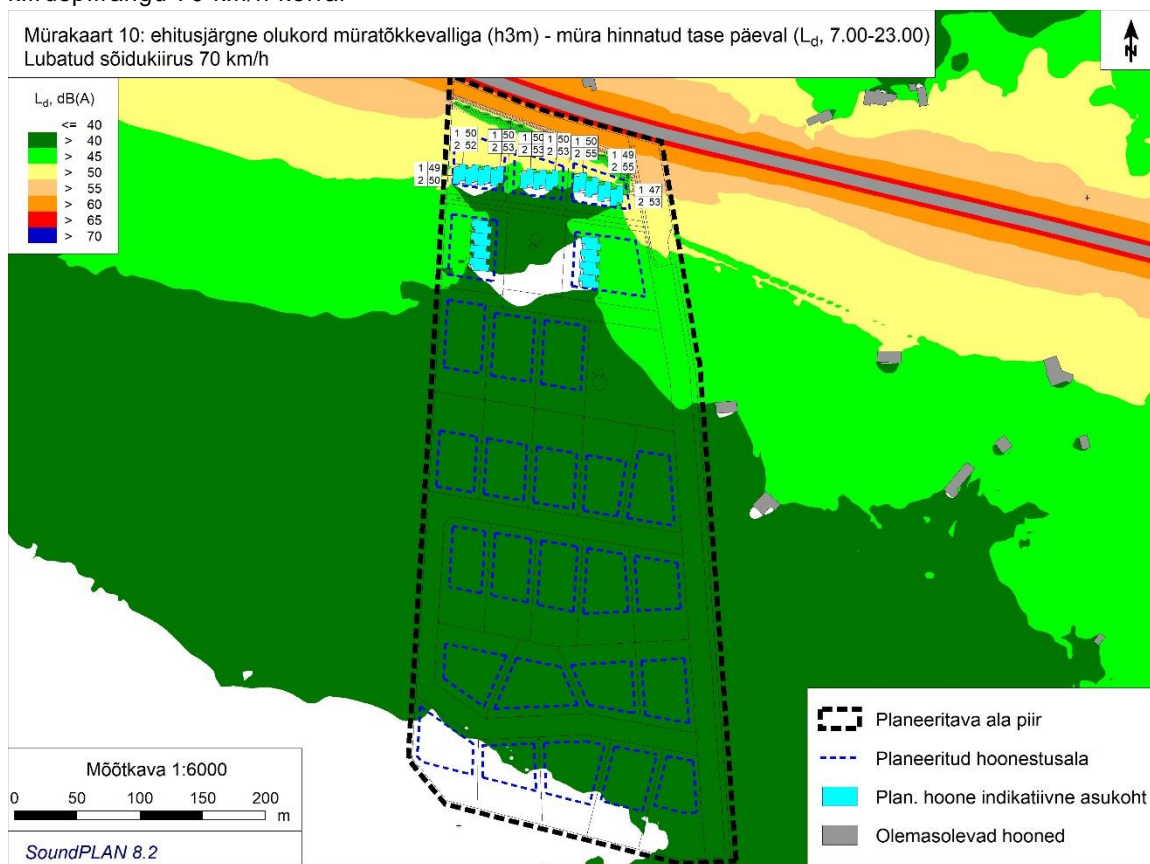 Mürakaart 10: ehitusjärgne olukord müratõkkevalliga (h3m) - müra hinnatud tase päeval (Ld, 7.00-23.00)
Lubatud sõidukiirus 70 km/h
N
Ld, dB(A)
<= 40
> 40
> 45
> 50
> 55
> 60
> 65
> 70
1 50
2 52
1 50
2 53
1 50
2 53
1 50
2 53
1 50
2 55
1 49
2 55
1 49
2 50
1 47
2 53
Mõõtkava 1:6000
0 50 100 150 200
m
SoundPLAN 8.2
Planeeritava ala piir
Planeeritud hoonestusala
Plan. hoone indikatiivne asukoht
Olemasolevad hooned